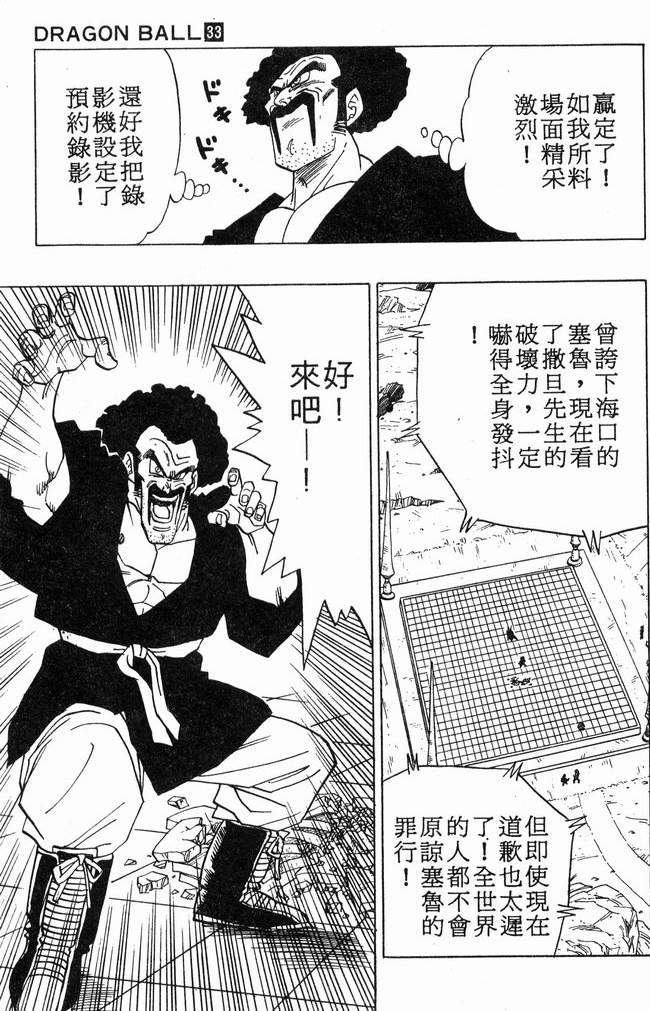 DRAGON BALL 33
贏定了！
如我所料
場面精采
激烈！
ドキ
ドキ…
還好我把錄
影機設定了
預約錄影！
曾誇下海口的
塞魯，現在看
了撒旦先生的
破壞力，一定
嚇得全身發抖
！
但即使現在
道歉也太遲
了！全世界
的人都不會
原諒塞魯的
罪行！
好！
來吧—！